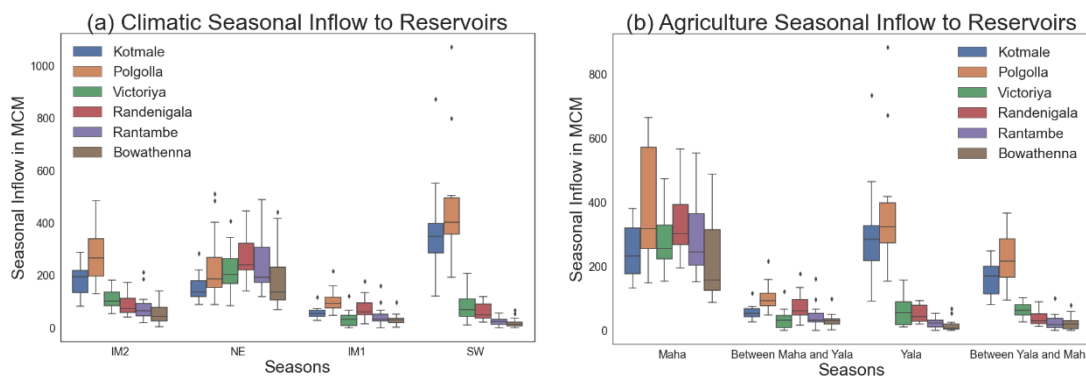 (a) Climatic Seasonal Inflow to Reservoirs
Seasonal Inflow in MCM
1000
800
600
400
200
0
Kotmale
Polgolla
Victoriya
Randenigala
Rantambe
Bowathenna
IM2 NE IM1 SW
Seasons
(b) Agriculture Seasonal Inflow to Reservoirs
Seasonal Inflow in MCM
800
600
400
200
0
Kotmale
Polgolla
Victoriya
Randenigala
Rantambe
Bowathenna
Maha Between Maha and Yala Yala Between Yala and Maha
Seasons